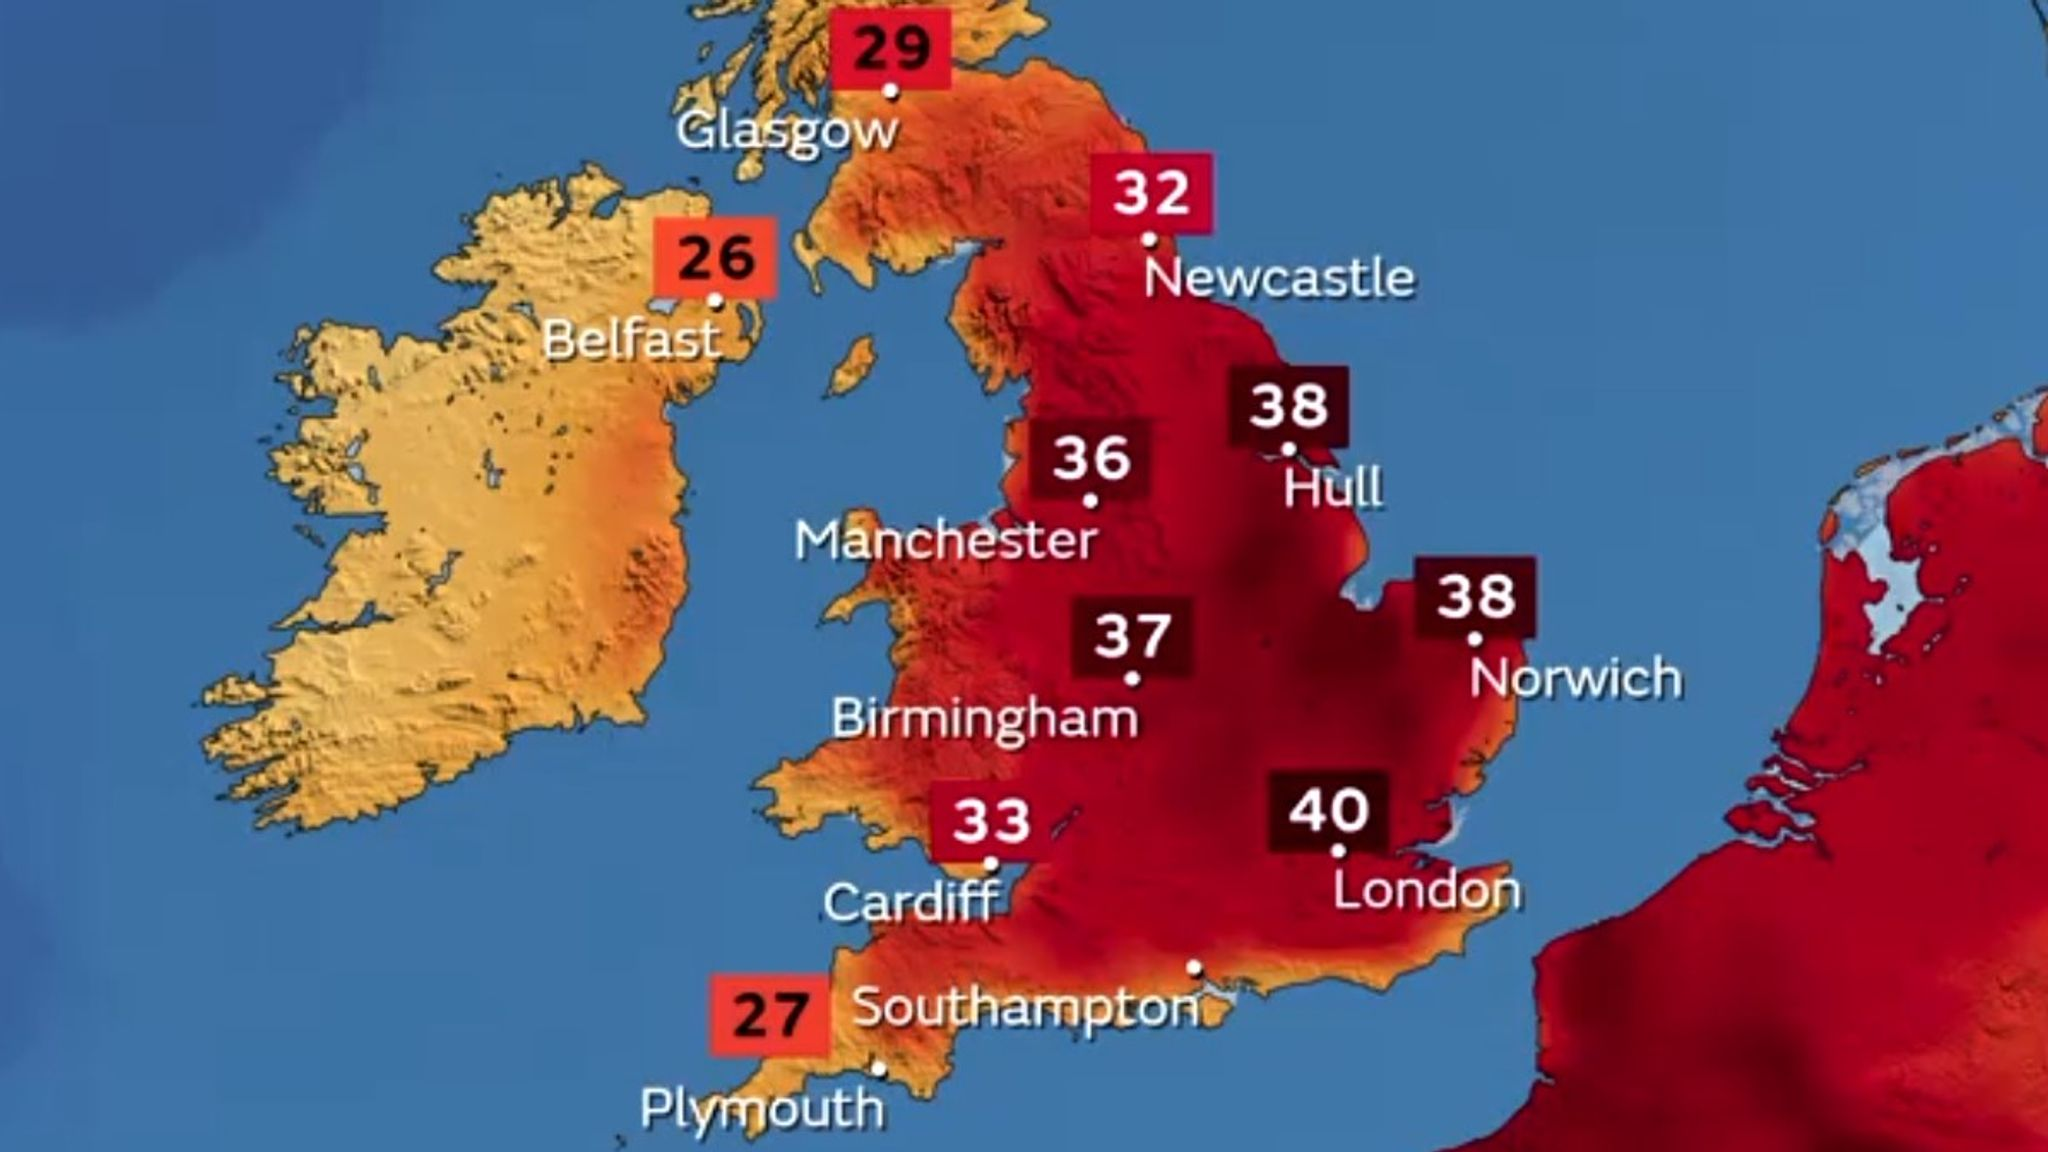 29
Glasgow
32
Newcastle
26
Belfast
38
Hull
36
Manchester
38
Norwich
37
Birmingham
40
London
33
Cardiff
Southampton
27
Plymouth